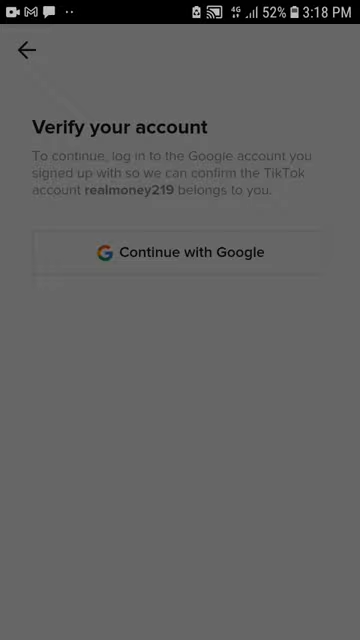 4G 52% 3:18 PM
Verify your account
To continue, log in to the Google account you
signed up with so we can confirm the TikTok
account realmoney219 belongs to you.
Continue with Google